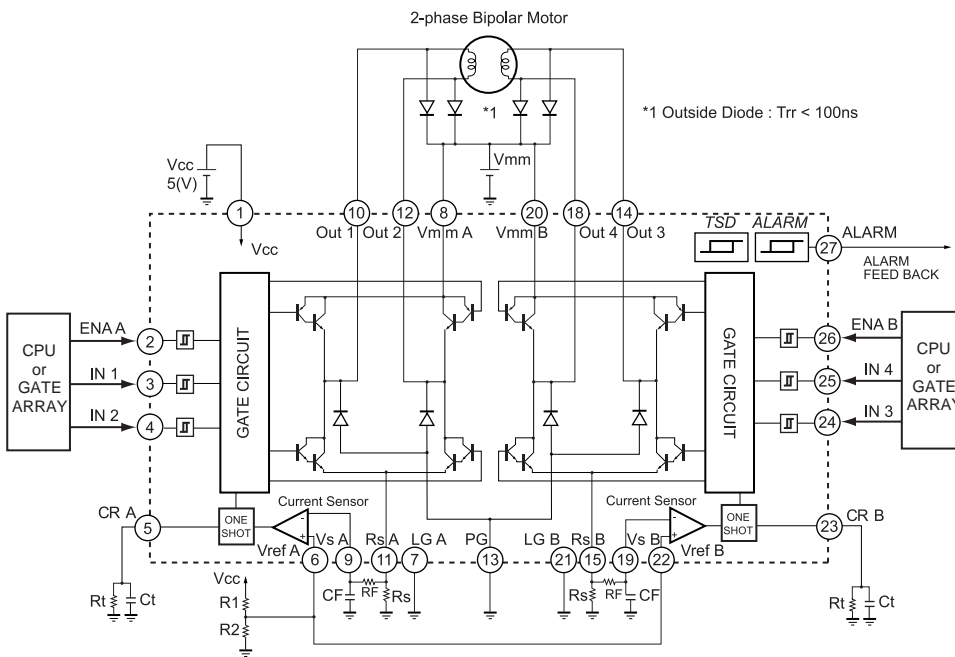 2-phase Bipolar Motor
*1
*1 Outside Diode : Trr < 100ns
Vcc
5(V)
Vmm
1
10
12
8
20
18
14
Out 1
Out 2
Vmm A
Vmm B
Out 4
Out 3
TSD
ALARM
27
ALARM
ALARM
FEED BACK
Vcc
CPU
or
GATE
ARRAY
ENA A
2
IN 1
3
IN 2
4
GATE CIRCUIT
GATE CIRCUIT
26
ENA B
25
IN 4
24
IN 3
CPU
or
GATE
ARRAY
CR A
5
ONE
SHOT
Current Sensor
-
+
Vref A
Vs A
Rs A
LG A
PG
LG B
Rs B
Vs B
Vref B
Current Sensor
-
+
ONE
SHOT
23
CR B
6
9
11
7
13
21
15
19
22
Rt
Ct
Vcc
R1
R2
CF
RF
Rs
Rs
RF
CF
Rt
Ct